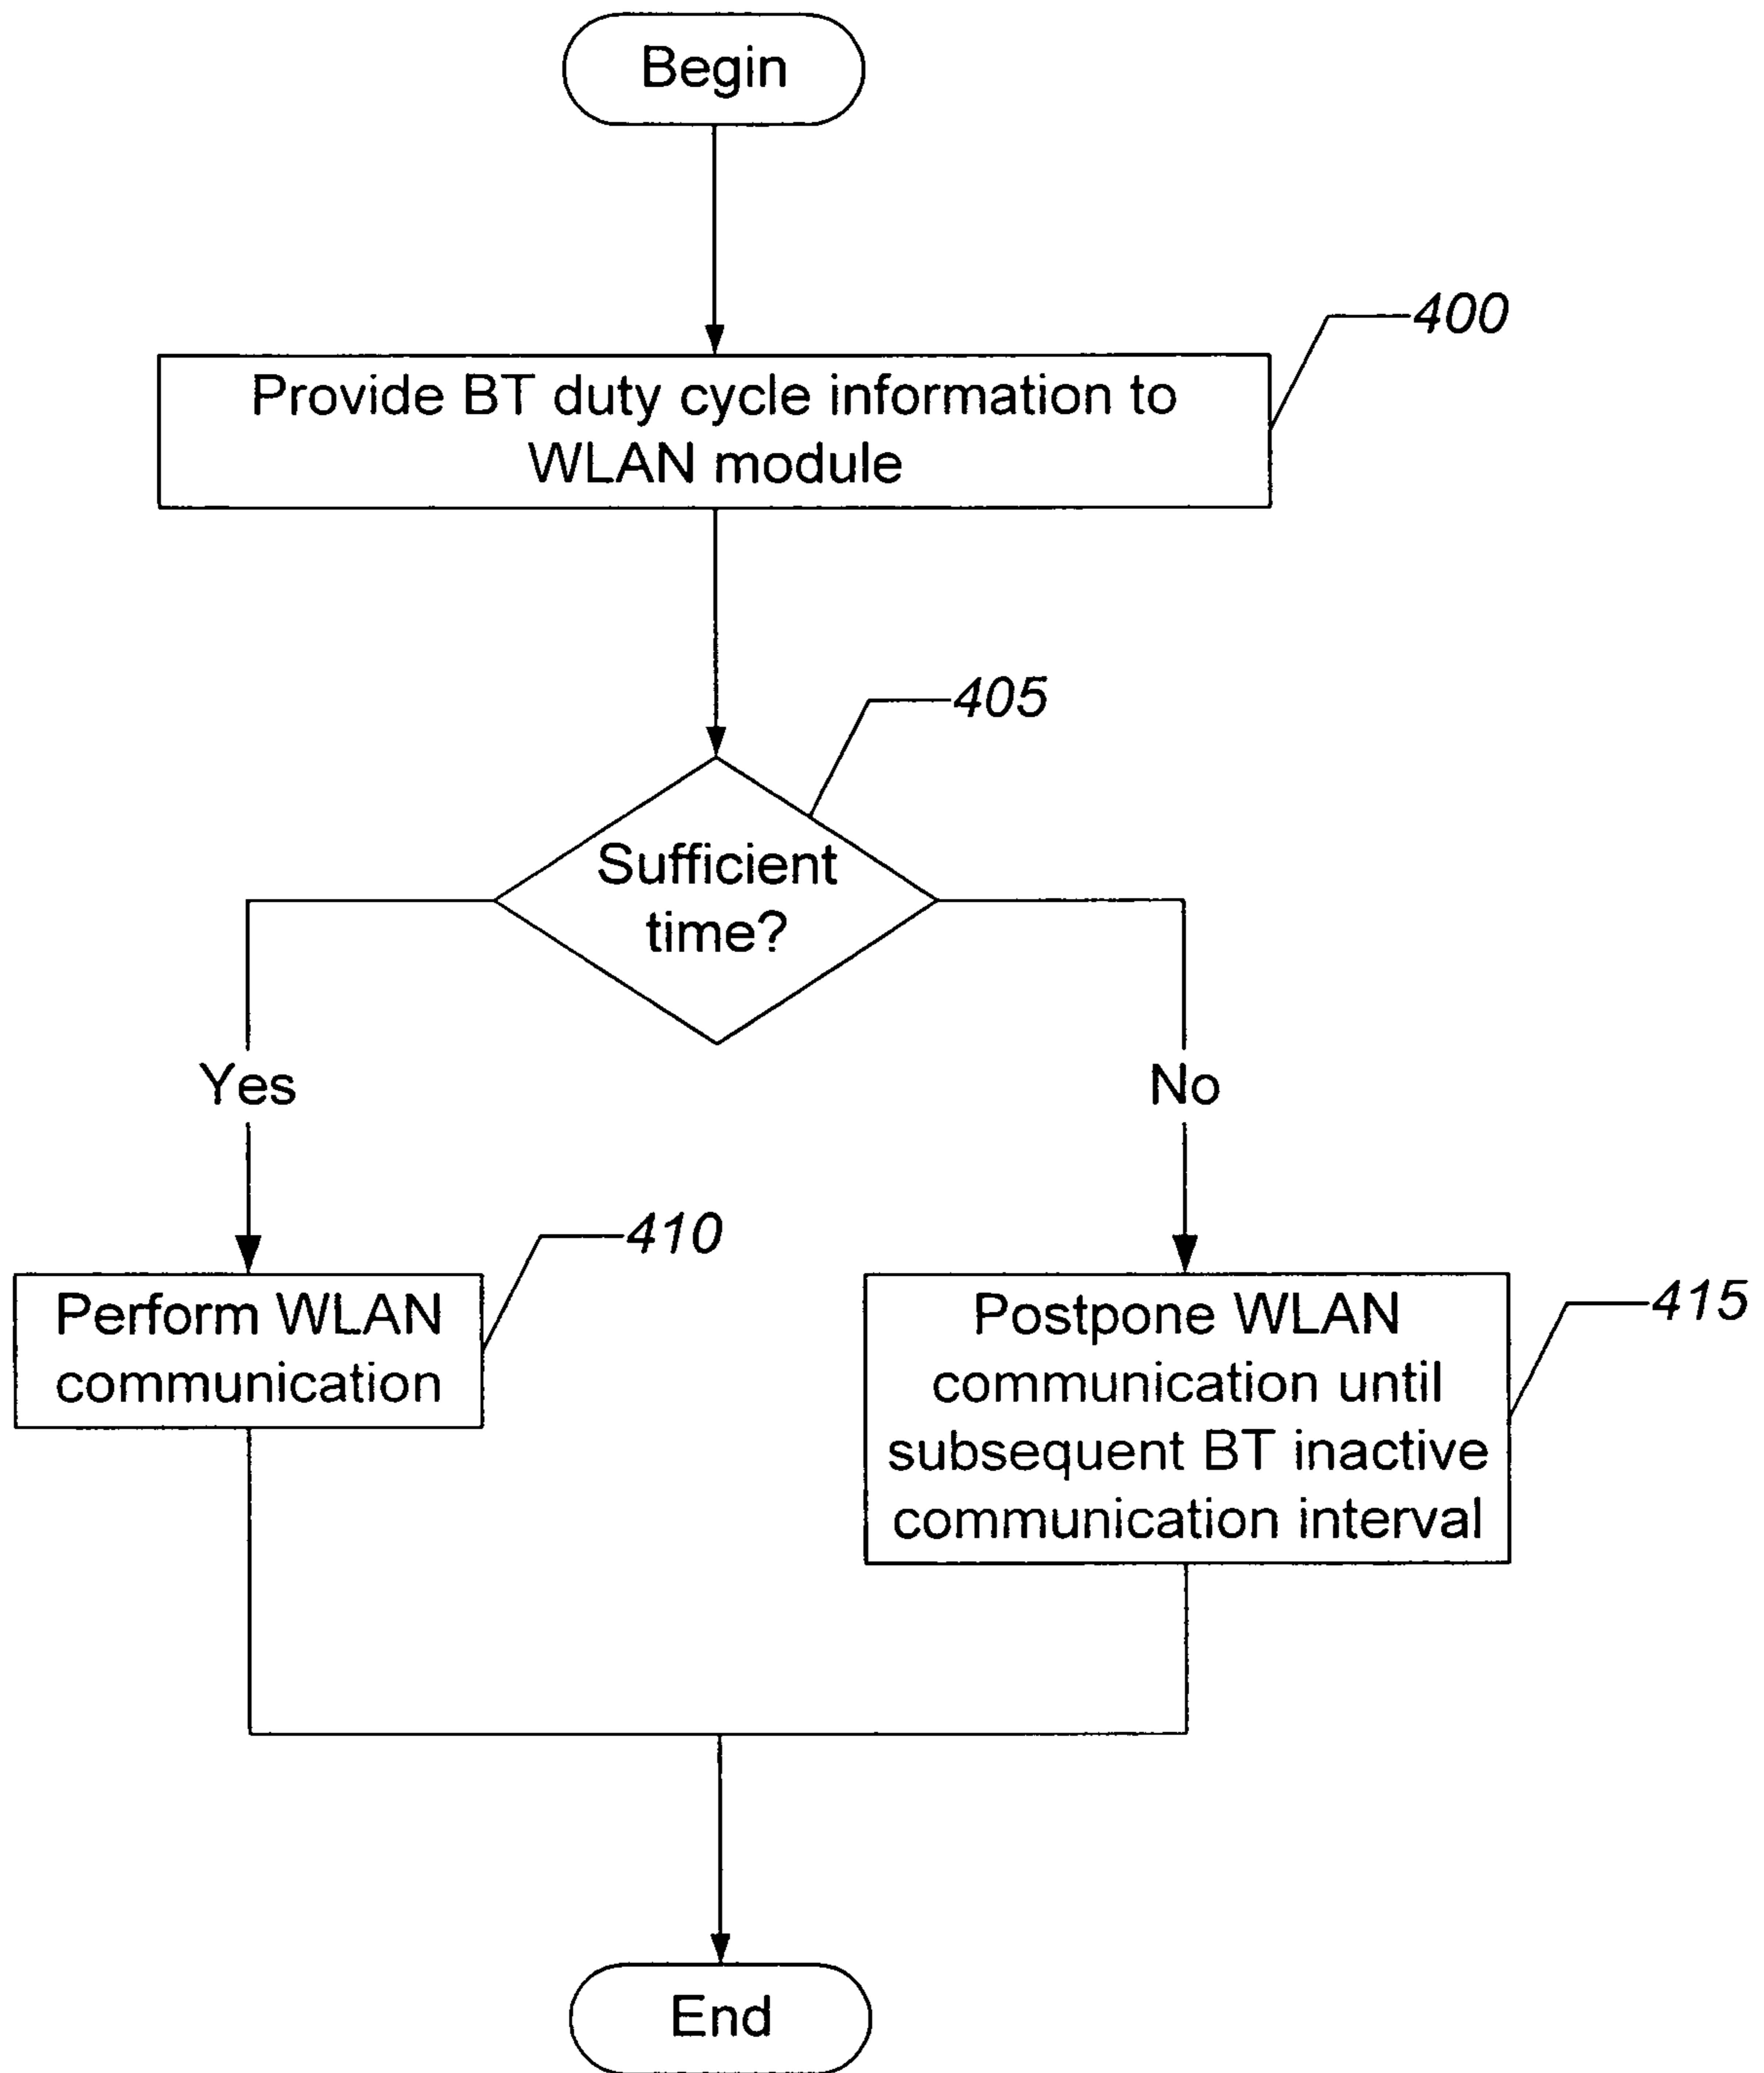 Begin
400
Provide BT duty cycle information to
WLAN module
405
Sufficient
time?
Yes
No
410
Perform WLAN
communication
415
Postpone WLAN
communication until
subsequent BT inactive
communication interval
End